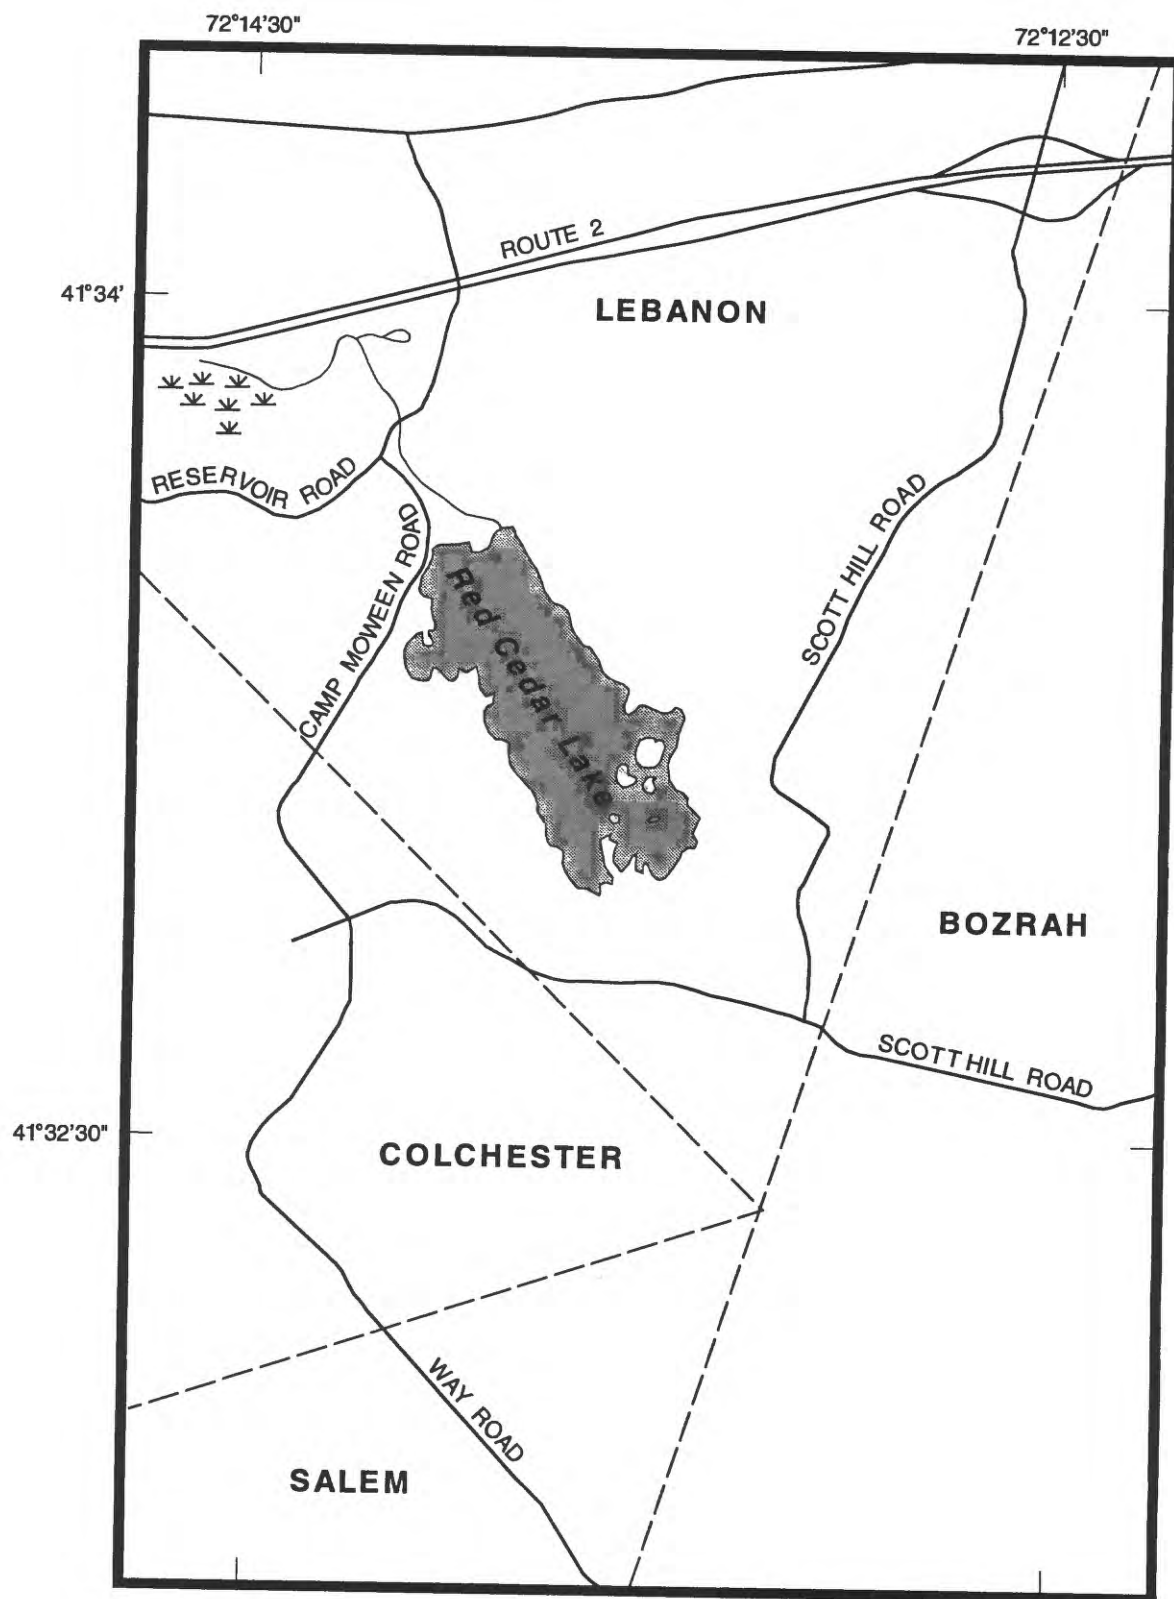 72°14'30"
72°12'30"
ROUTE 2
41°34'
LEBANON
RESERVOIR ROAD
CAMP MOWEEN ROAD
SCOTT HILL ROAD
Red Cedar Lake
BOZRAH
SCOTT HILL ROAD
41°32'30"
COLCHESTER
WAY ROAD
SALEM